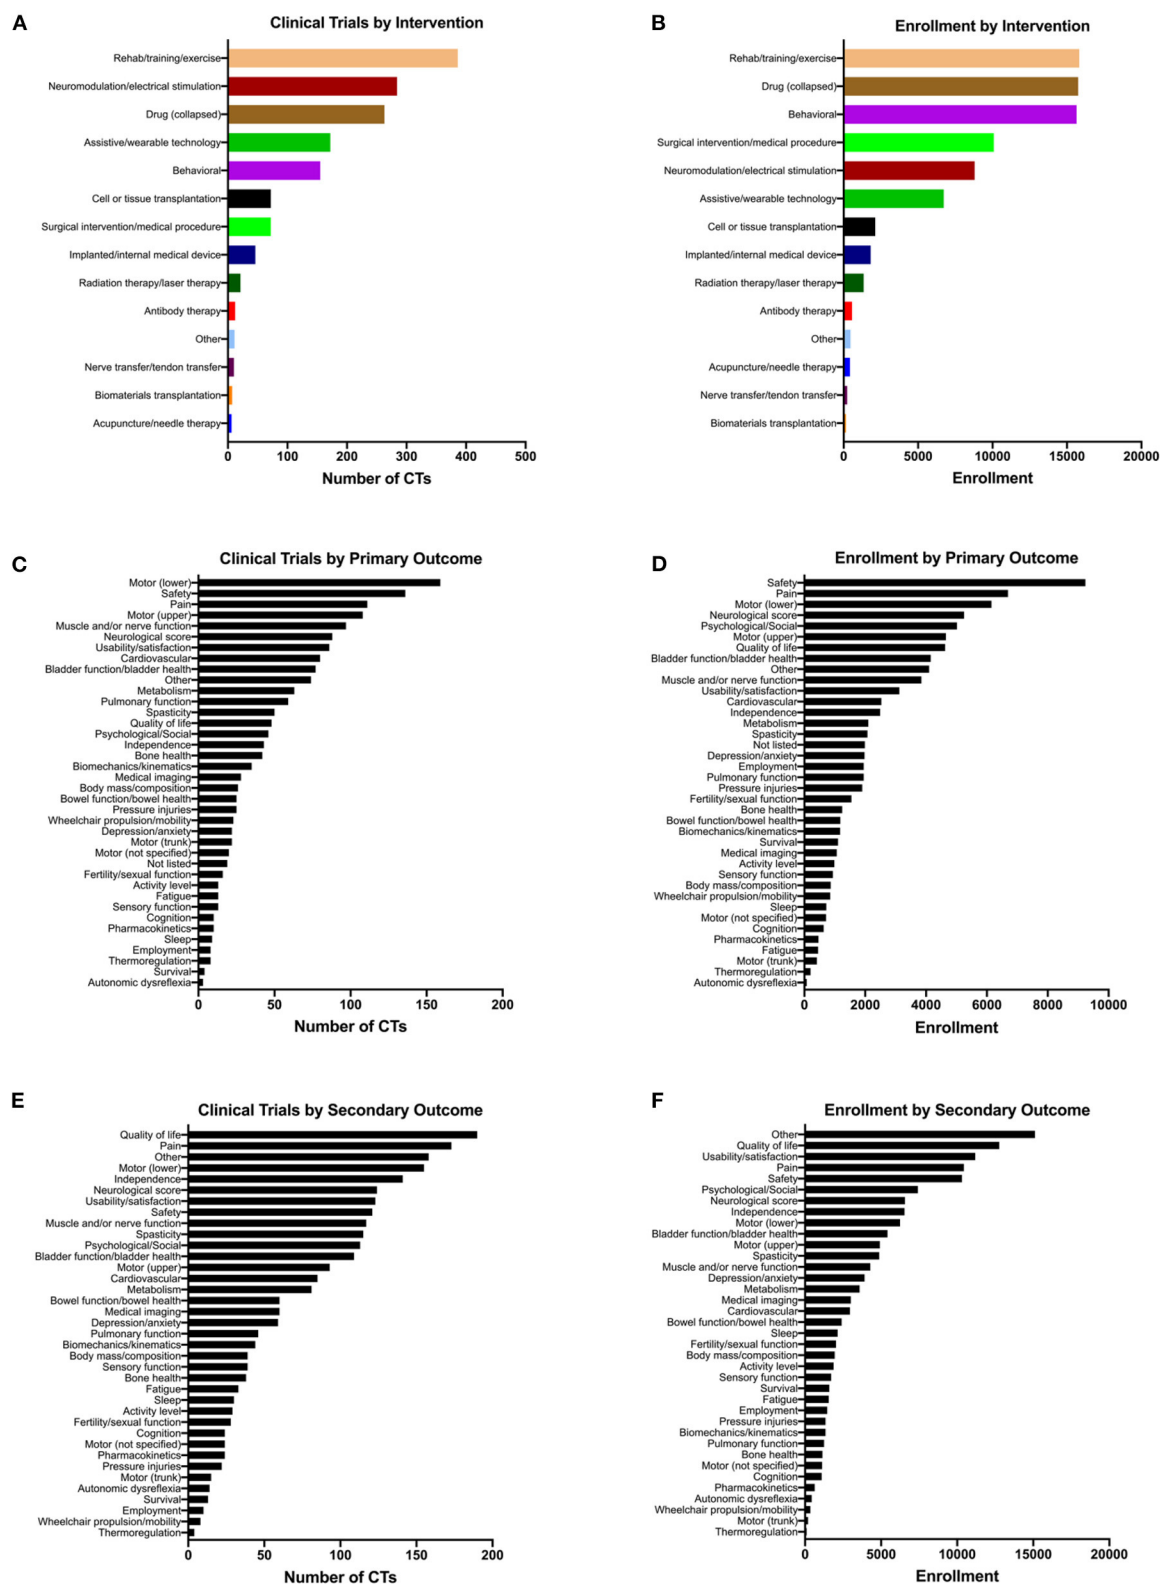 A
Clinical Trials by Intervention
Rehab/training/exercise
Neuromodulation/electrical stimulation
Drug (collapsed)
Assistive/wearable technology
Behavioral
Cell or tissue transplantation
Surgical intervention/medical procedure
Implanted/internal medical device
Radiation therapy/laser therapy
Antibody therapy
Other
Nerve transfer/tendon transfer
Biomaterials transplantation
Acupuncture/needle therapy
0 100 200 300 400 500
Number of CTs
B
Enrollment by Intervention
Rehab/training/exercise
Drug (collapsed)
Behavioral
Surgical intervention/medical procedure
Neuromodulation/electrical stimulation
Assistive/wearable technology
Cell or tissue transplantation
Implanted/internal medical device
Radiation therapy/laser therapy
Antibody therapy
Other
Acupuncture/needle therapy
Nerve transfer/tendon transfer
Biomaterials transplantation
0 5000 10000 15000 20000
Enrollment
C
Clinical Trials by Primary Outcome
Motor (lower)
Safety
Pain
Motor (upper)
Muscle and/or nerve function
Neurological score
Usability/satisfaction
Cardiovascular
Bladder function/bladder health
Other
Metabolism
Pulmonary function
Spasticity
Quality of life
Psychological/Social
Independence
Bone health
Biomechanics/kinematics
Medical imaging
Body mass/composition
Bowel function/bowel health
Pressure injuries
Wheelchair propulsion/mobility
Depression/anxiety
Motor (trunk)
Motor (not specified)
Not listed
Fertility/sexual function
Activity level
Fatigue
Sensory function
Cognition
Pharmacokinetics
Sleep
Employment
Thermoregulation
Survival
Autonomic dysreflexia
0 50 100 150 200
Number of CTs
D
Enrollment by Primary Outcome
Safety
Pain
Motor (lower)
Neurological score
Psychological/Social
Motor (upper)
Quality of life
Bladder function/bladder health
Other
Muscle and/or nerve function
Usability/satisfaction
Cardiovascular
Independence
Metabolism
Spasticity
Not listed
Depression/anxiety
Employment
Pulmonary function
Pressure injuries
Fertility/sexual function
Bone health
Bowel function/bowel health
Biomechanics/kinematics
Survival
Medical imaging
Activity level
Sensory function
Body mass/composition
Wheelchair propulsion/mobility
Sleep
Motor (not specified)
Cognition
Pharmacokinetics
Fatigue
Motor (trunk)
Thermoregulation
Autonomic dysreflexia
0 2000 4000 6000 8000 10000
Enrollment
E
Clinical Trials by Secondary Outcome
Quality of life
Pain
Other
Motor (lower)
Independence
Neurological score
Usability/satisfaction
Safety
Muscle and/or nerve function
Spasticity
Psychological/Social
Bladder function/bladder health
Motor (upper)
Cardiovascular
Metabolism
Bowel function/bowel health
Medical imaging
Depression/anxiety
Pulmonary function
Biomechanics/kinematics
Body mass/composition
Sensory function
Bone health
Fatigue
Sleep
Activity level
Fertility/sexual function
Cognition
Motor (not specified)
Pharmacokinetics
Pressure injuries
Motor (trunk)
Autonomic dysreflexia
Survival
Employment
Wheelchair propulsion/mobility
Thermoregulation
0 50 100 150 200
Number of CTs
F
Enrollment by Secondary Outcome
Other
Quality of life
Usability/satisfaction
Pain
Safety
Psychological/Social
Neurological score
Independence
Motor (lower)
Bladder function/bladder health
Motor (upper)
Spasticity
Muscle and/or nerve function
Depression/anxiety
Metabolism
Medical imaging
Cardiovascular
Bowel function/bowel health
Sleep
Fertility/sexual function
Body mass/composition
Activity level
Sensory function
Survival
Fatigue
Employment
Pressure injuries
Biomechanics/kinematics
Pulmonary function
Bone health
Motor (not specified)
Cognition
Pharmacokinetics
Autonomic dysreflexia
Wheelchair propulsion/mobility
Motor (trunk)
Thermoregulation
0 5000 10000 15000 20000
Enrollment